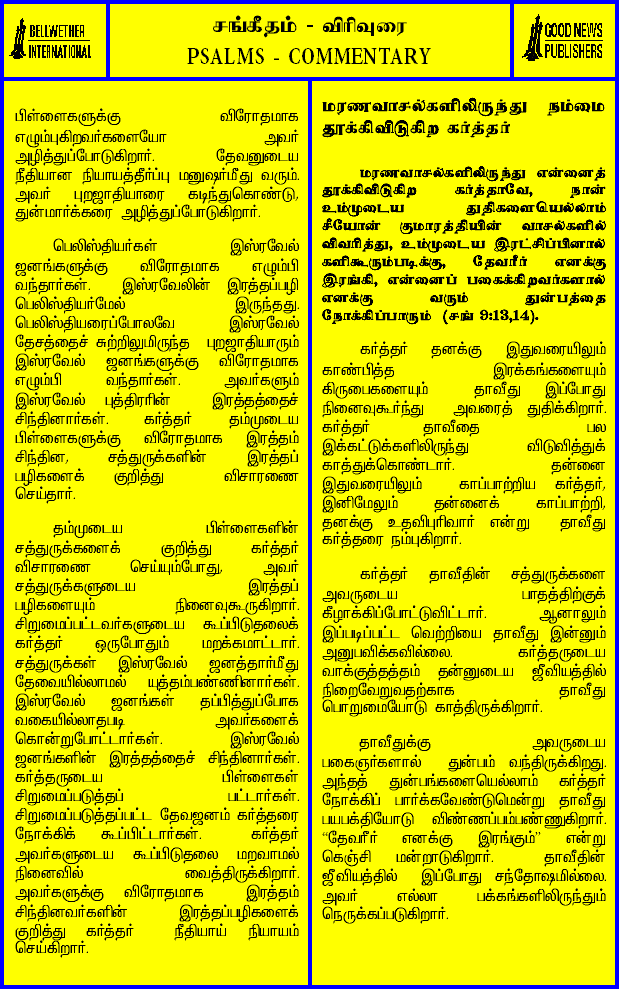 BELLWETHER
INTERNATIONAL
சங்கீதம் - விரிவுரை
PSALMS - COMMENTARY
GOOD NEWS
PUBLISHERS
பிள்ளைகளுக்கு விரோதமாக
எழும்புகிறவர்களையோ அவர்
அழித்துப்போடுகிறார். தேவனுடைய
நீதியான நியாயத்தீர்ப்பு மனுஷர்மீது வரும்.
அவர் புறஜாதியாரை கடிந்துகொண்டு,
துன்மார்க்கரை அழித்துப்போடுகிறார்.
பெலிஸ்தியர்கள் இஸ்ரவேல்
ஜனங்களுக்கு விரோதமாக எழும்பி
வந்தார்கள். இஸ்ரவேலின் இரத்தப்பழி
பெலிஸ்தியர்மேல் இருந்தது.
பெலிஸ்தியரைப்போலவே இஸ்ரவேல்
தேசத்தைச் சுற்றிலுமிருந்த புறஜாதியாரும்
இஸ்ரவேல் ஜனங்களுக்கு விரோதமாக
எழும்பி வந்தார்கள். அவர்களும்
இஸ்ரவேல் புத்திரரின் இரத்தத்தைச்
சிந்தினார்கள். கர்த்தர் தம்முடைய
பிள்ளைகளுக்கு விரோதமாக இரத்தம்
சிந்தின, சத்துருக்களின் இரத்தப்
பழிகளைக் குறித்து விசாரணை
செய்தார்.
தம்முடைய பிள்ளைகளின்
சத்துருக்களைக் குறித்து கர்த்தர்
விசாரணை செய்யும்போது, அவர்
சத்துருக்களுடைய இரத்தப்
பழிகளையும் நினைவுகூருகிறார்.
சிறுமைப்பட்டவர்களுடைய கூப்பிடுதலைக்
கர்த்தர் ஒருபோதும் மறக்கமாட்டார்.
சத்துருக்கள் இஸ்ரவேல் ஜனத்தார்மீது
தேவையில்லாமல் யுத்தம்பண்ணினார்கள்.
இஸ்ரவேல் ஜனங்கள் தப்பித்துப்போக
வகையில்லாதபடி அவர்களைக்
கொன்றுபோட்டார்கள். இஸ்ரவேல்
ஜனங்களின் இரத்தத்தைச் சிந்தினார்கள்.
கர்த்தருடைய பிள்ளைகள்
சிறுமைப்படுத்தப் பட்டார்கள்.
சிறுமைப்படுத்தப்பட்ட தேவஜனம் கர்த்தரை
நோக்கிக் கூப்பிட்டார்கள். கர்த்தர்
அவர்களுடைய கூப்பிடுதலை மறவாமல்
நினைவில் வைத்திருக்கிறார்.
அவர்களுக்கு விரோதமாக இரத்தம்
சிந்தினவர்களின் இரத்தப்பழிகளைக்
குறித்து கர்த்தர் நீதியாய் நியாயம்
செய்கிறார்.
மரணவாசல்களிலிருந்து நம்மை
தூக்கிவிடுகிற கர்த்தர்
மரணவாசல்களிலிருந்து என்னைத்
தூக்கிவிடுகிற கர்த்தாவே, நான்
உம்முடைய துதிகளையெல்லாம்
சீயோன் குமாரத்தியின் வாசல்களில்
விவரித்து, உம்முடைய இரட்சிப்பினால்
களிகூரும்படிக்கு, தேவரீர் எனக்கு
இரங்கி, என்னைப் பகைக்கிறவர்களால்
எனக்கு வரும் துன்பத்தை
நோக்கிப்பாரும் (சங் 9:13,14).
கர்த்தர் தனக்கு இதுவரையிலும்
காண்பித்த இரக்கங்களையும்
கிருபைகளையும் தாவீது இப்போது
நினைவுகூர்ந்து அவரைத் துதிக்கிறார்.
கர்த்தர் தாவீதை பல
இக்கட்டுக்களிலிருந்து விடுவித்துக்
காத்துக்கொண்டார். தன்னை
இதுவரையிலும் காப்பாற்றிய கர்த்தர்,
இனிமேலும் தன்னைக் காப்பாற்றி,
தனக்கு உதவிபுரிவார் என்று தாவீது
கர்த்தரை நம்புகிறார்.
கர்த்தர் தாவீதின் சத்துருக்களை
அவருடைய பாதத்திற்குக்
கீழாக்கிப்போட்டுவிட்டார். ஆனாலும்
இப்படிப்பட்ட வெற்றியை தாவீது இன்னும்
அனுபவிக்கவில்லை. கர்த்தருடைய
வாக்குத்தத்தம் தன்னுடைய ஜீவியத்தில்
நிறைவேறுவதற்காக தாவீது
பொறுமையோடு காத்திருக்கிறார்.
தாவீதுக்கு அவருடைய
பகைஞர்களால் துன்பம் வந்திருக்கிறது.
அந்தத் துன்பங்களையெல்லாம் கர்த்தர்
நோக்கிப் பார்க்கவேண்டுமென்று தாவீது
பயபக்தியோடு விண்ணப்பம்பண்ணுகிறார்.
“தேவரீர் எனக்கு இரங்கும்” என்று
கெஞ்சி மன்றாடுகிறார். தாவீதின்
ஜீவியத்தில் இப்போது சந்தோஷமில்லை.
அவர் எல்லா பக்கங்களிலிருந்தும்
நெருக்கப்படுகிறார்.